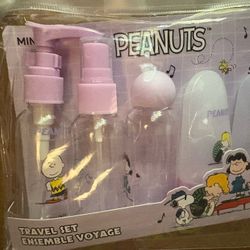 MIN
PEANUTS
PEANUTS
TRAVEL SET
ENSEMBLE VOYAGE